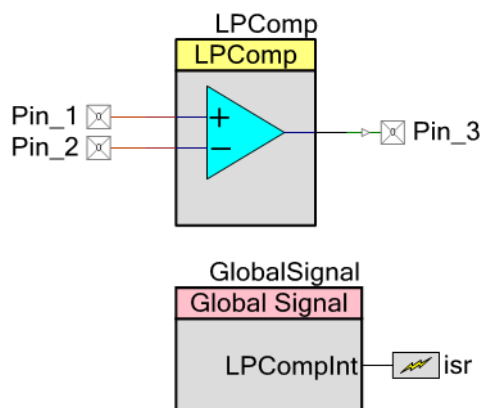 LPComp
LPComp
Pin_1
+
Pin_2
−
Pin_3
GlobalSignal
Global Signal
LPCompInt
isr